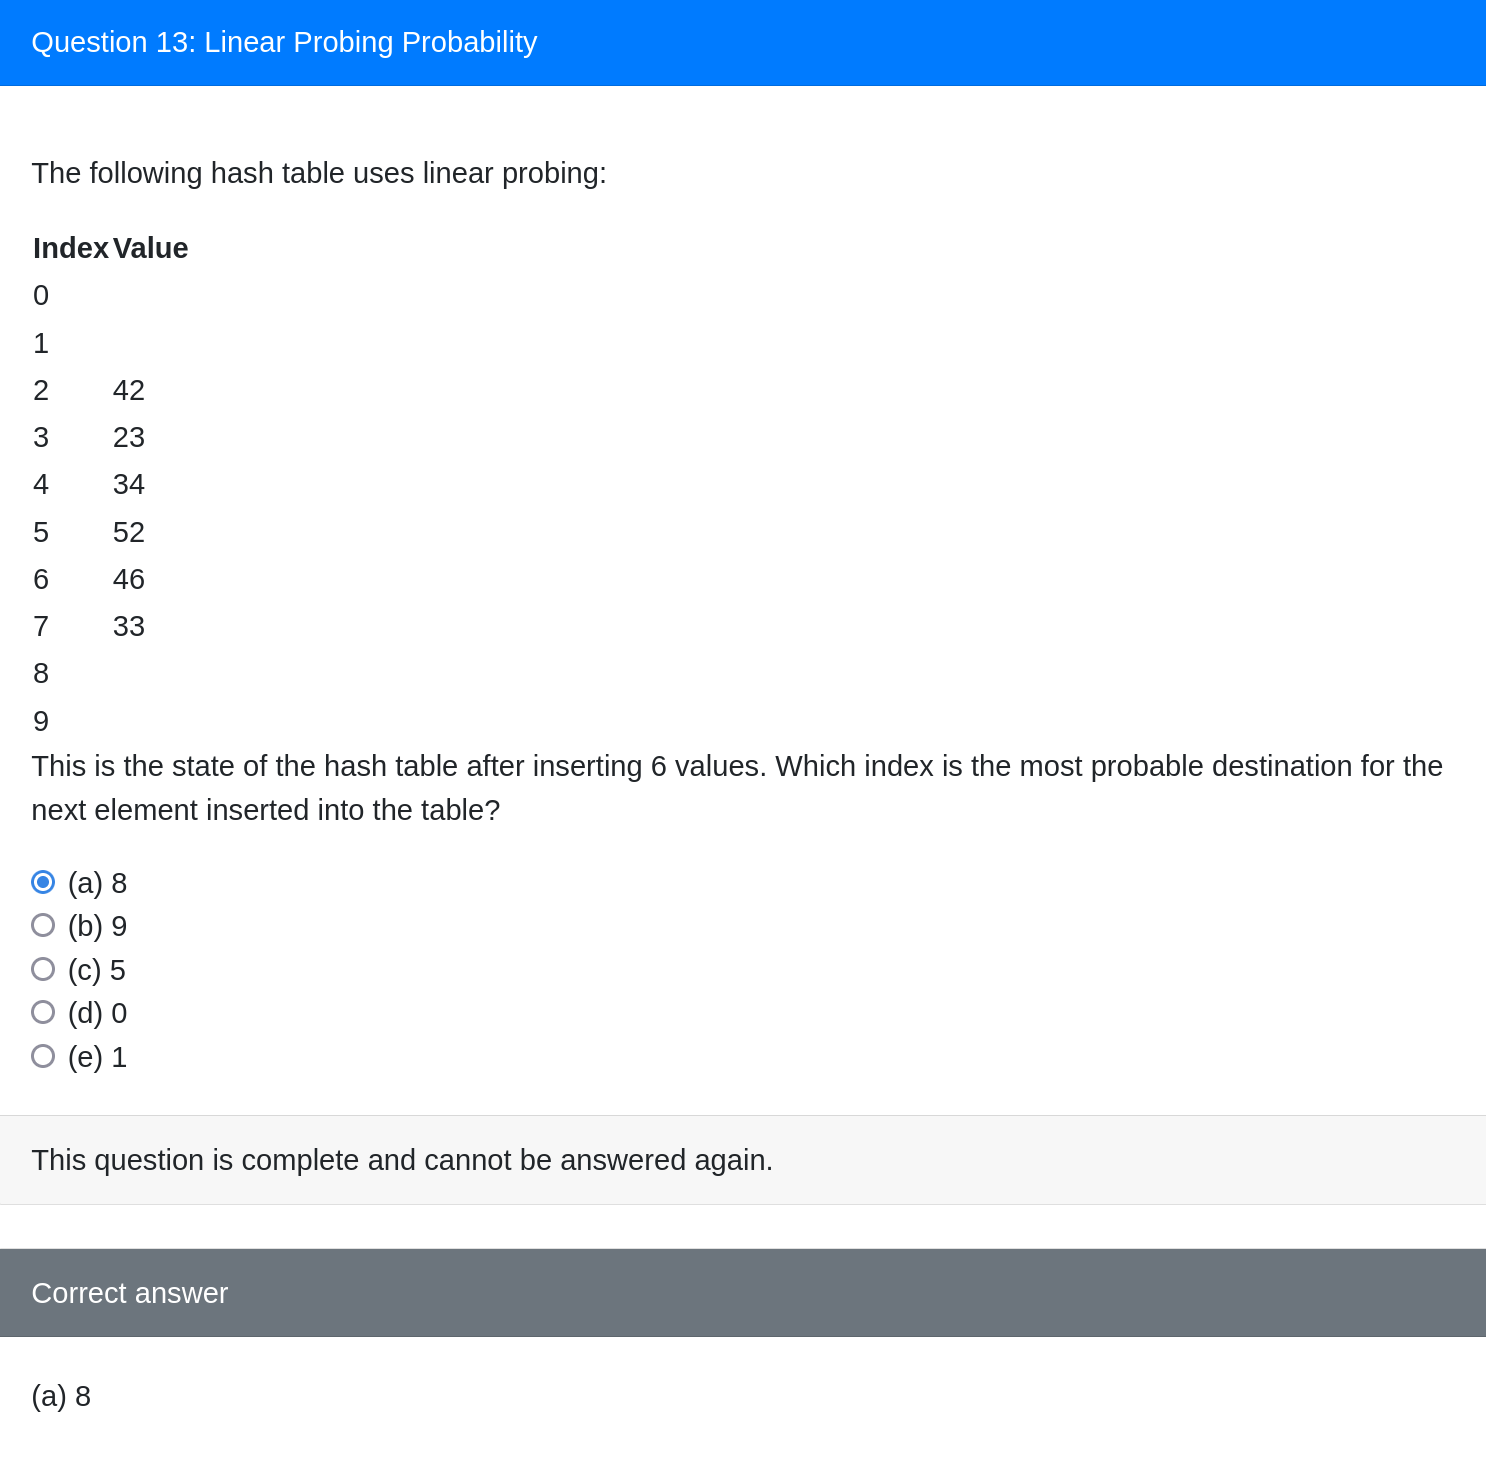 Question 13: Linear Probing Probability
The following hash table uses linear probing:
Index Value
0
1
2 42
3 23
4 34
5 52
6 46
7 33
8
9
This is the state of the hash table after inserting 6 values. Which index is the most probable destination for the
next element inserted into the table?
(a) 8
(b) 9
(c) 5
(d) 0
(e) 1
This question is complete and cannot be answered again.
Correct answer
(a) 8